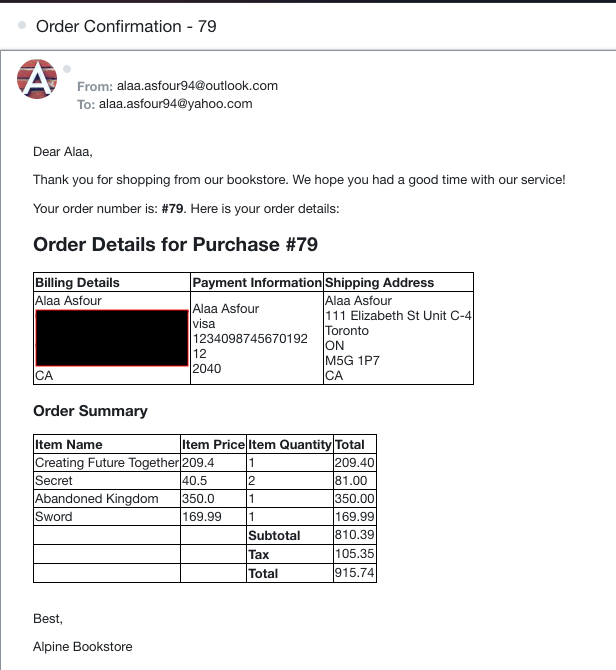 Order Confirmation - 79
A
From: alaa.asfour94@outlook.com
To: alaa.asfour94@yahoo.com
Dear Alaa,
Thank you for shopping from our bookstore. We hope you had a good time with our service!
Your order number is: #79. Here is your order details:
Order Details for Purchase #79
Billing Details Payment Information Shipping Address
Alaa Asfour
CA
Alaa Asfour
visa
1234098745670192
12
2040
Alaa Asfour
111 Elizabeth St Unit C-4
Toronto
ON
M5G 1P7
CA
Order Summary
Item Name Item Price Item Quantity Total
Creating Future Together 209.4 1 209.40
Secret 40.5 2 81.00
Abandoned Kingdom 350.0 1 350.00
Sword 169.99 1 169.99
Subtotal 810.39
Tax 105.35
Total 915.74
Best,
Alpine Bookstore